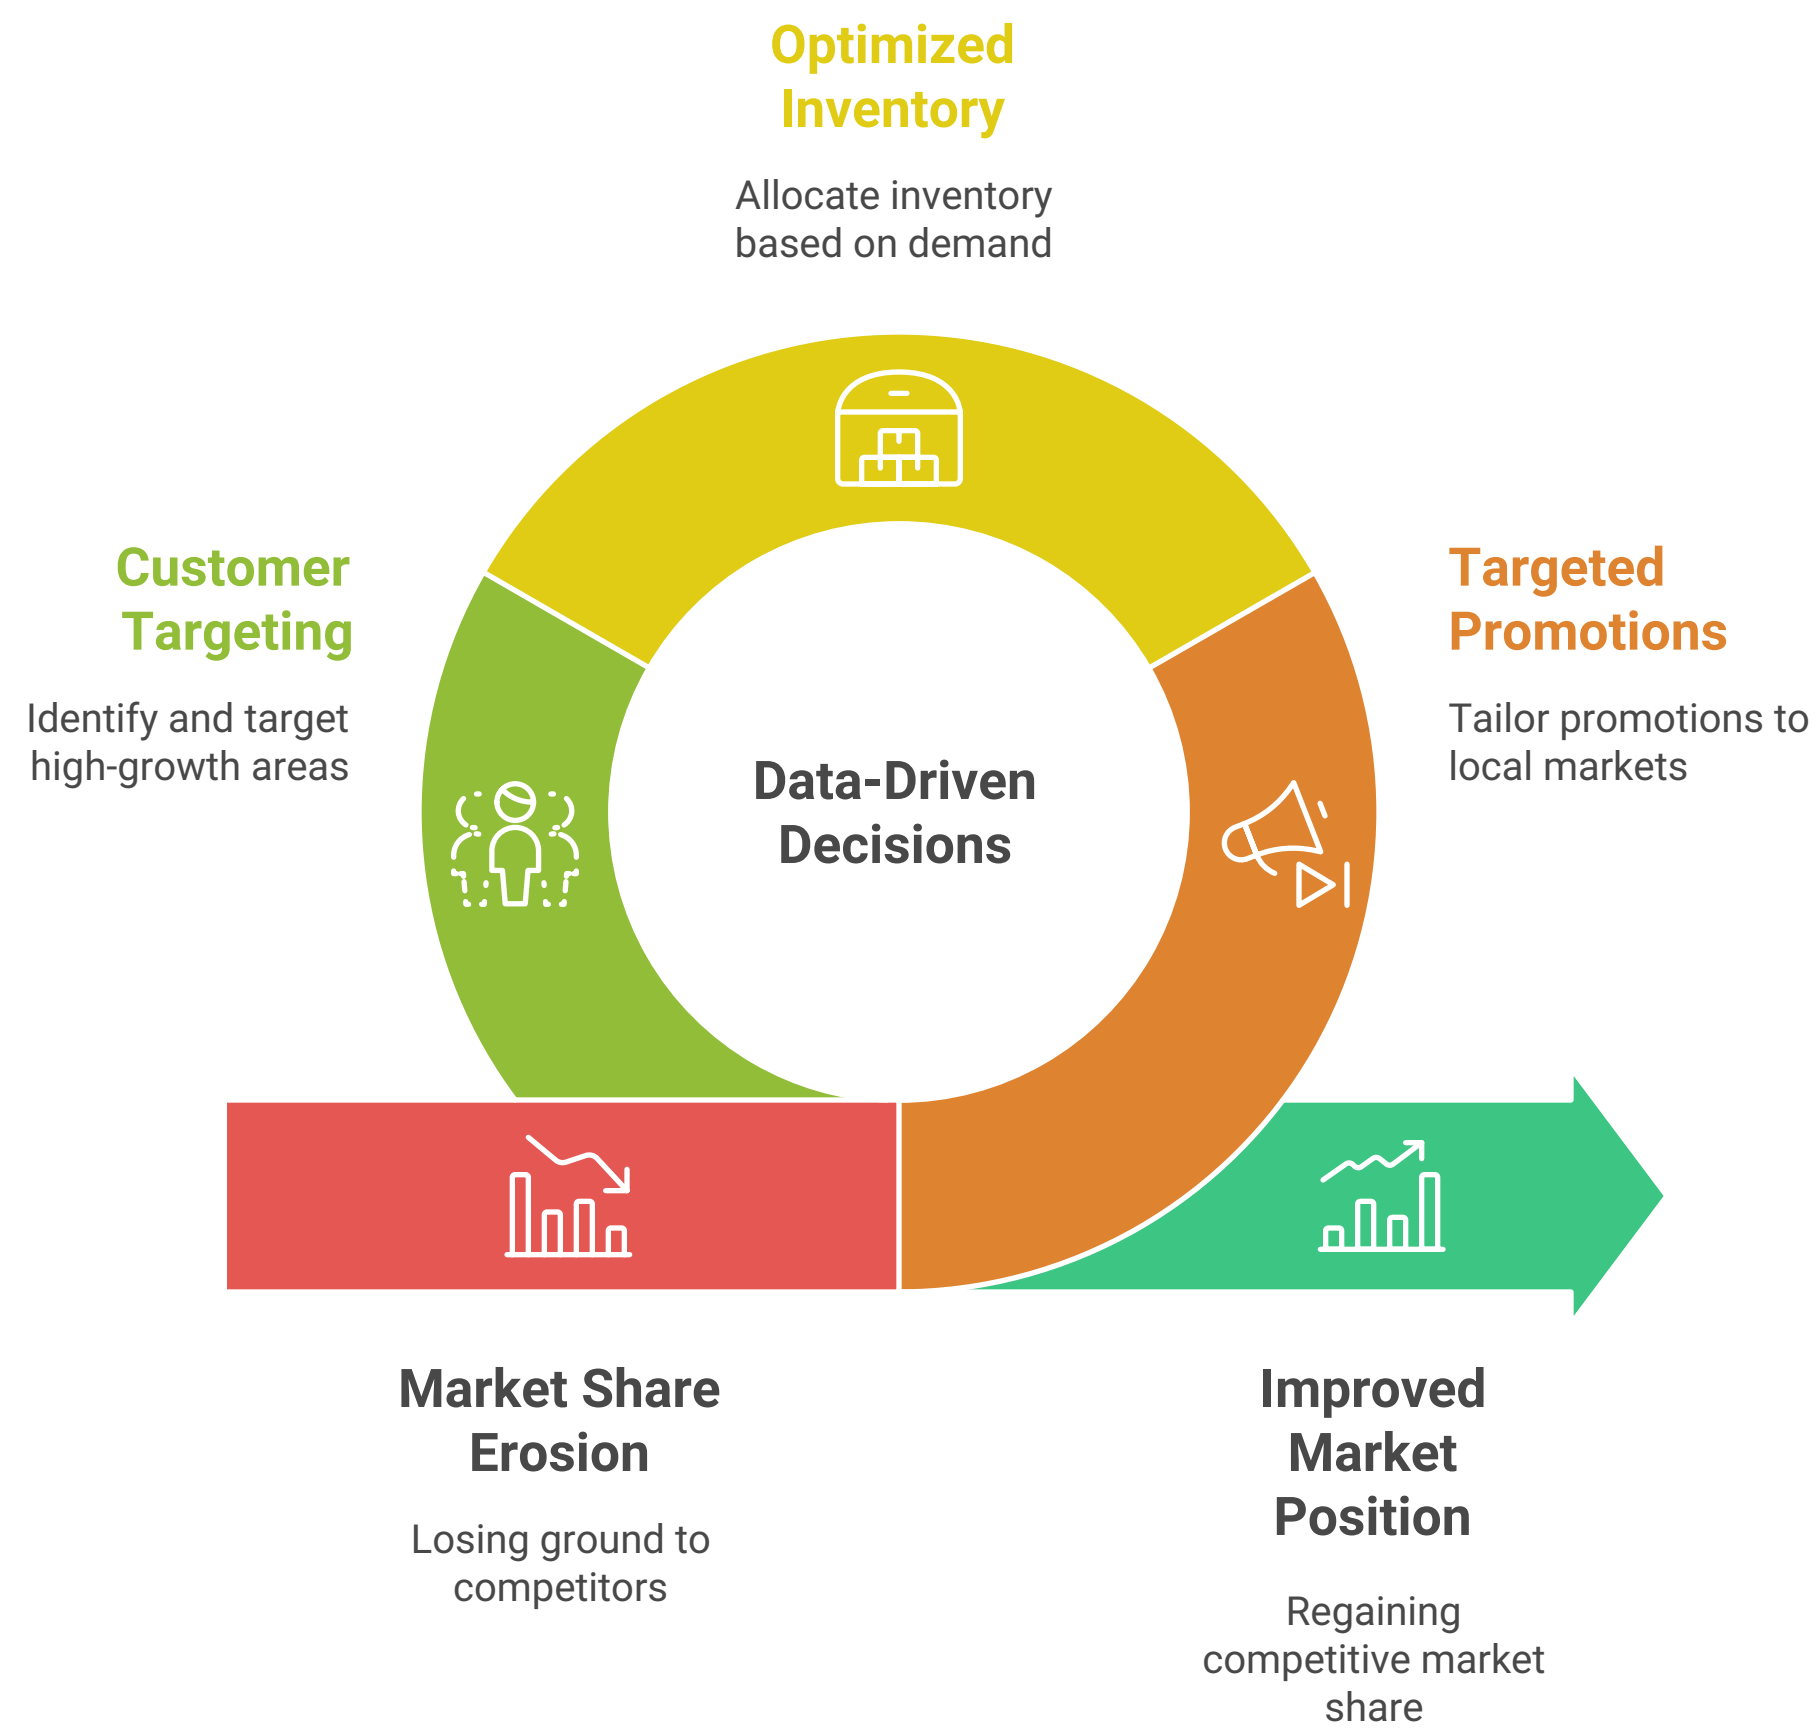 Optimized
Inventory
Allocate inventory
based on demand
Customer
Targeting
Identify and target
high-growth areas
Targeted
Promotions
Tailor promotions to
local markets
Data-Driven
Decisions
Market Share
Erosion
Losing ground to
competitors
Improved
Market
Position
Regaining
competitive market
share